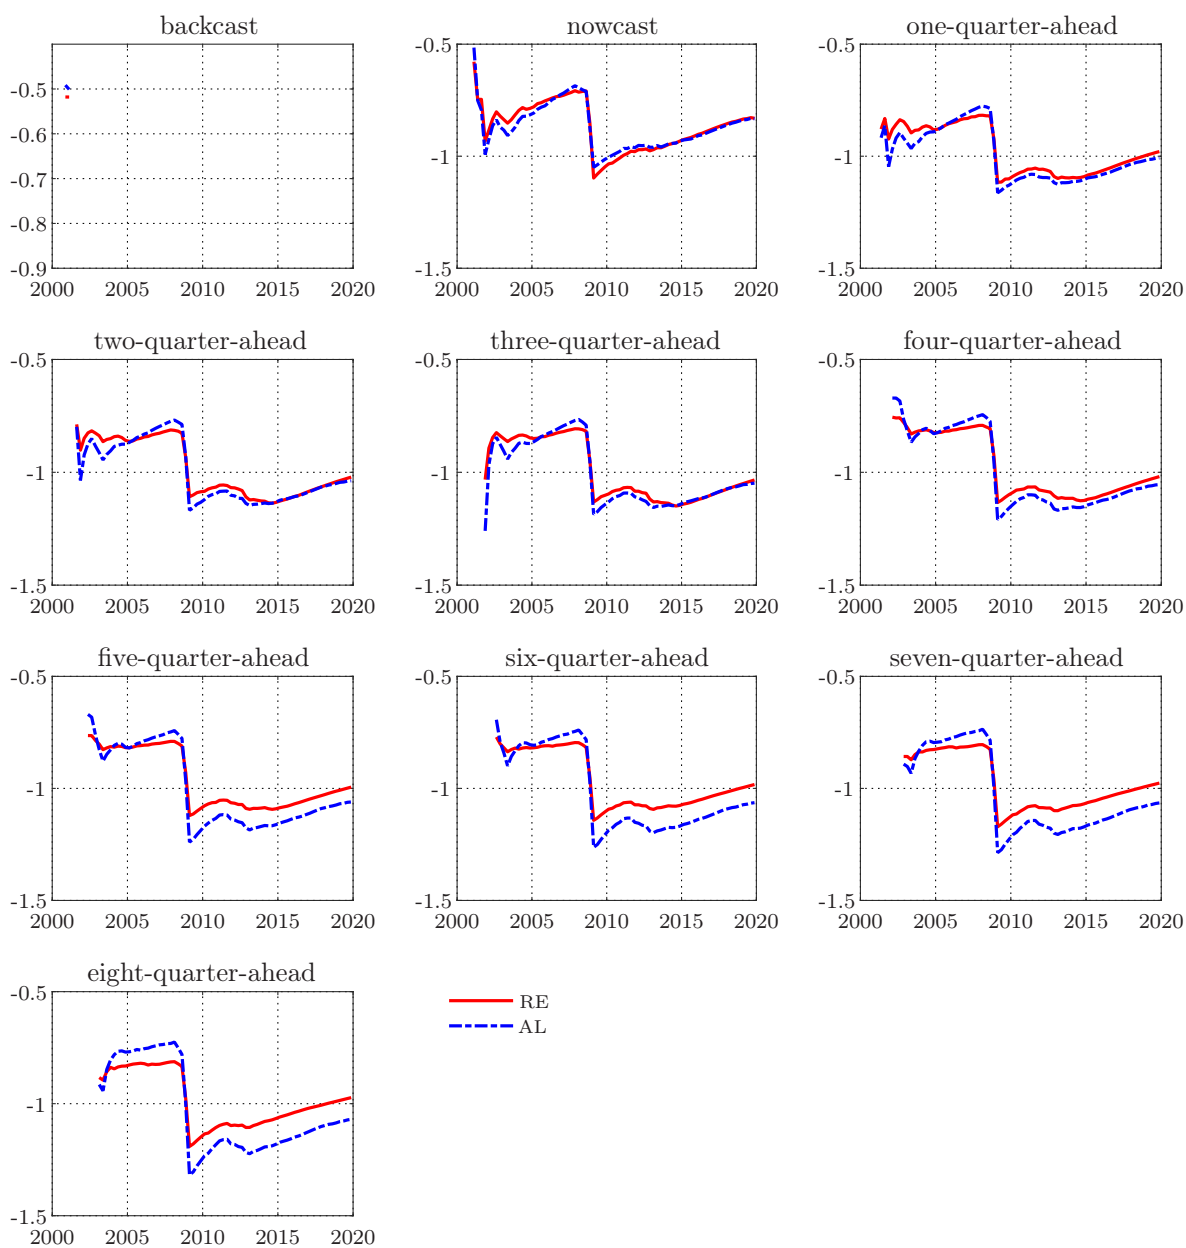 backcast
nowcast
one-quarter-ahead
-0.5
-0.6
-0.7
-0.8
-0.9
2000 2005 2010 2015 2020
-0.5
-1
-1.5
2000 2005 2010 2015 2020
-0.5
-1
-1.5
2000 2005 2010 2015 2020
two-quarter-ahead
three-quarter-ahead
four-quarter-ahead
-0.5
-1
-1.5
2000 2005 2010 2015 2020
-0.5
-1
-1.5
2000 2005 2010 2015 2020
-0.5
-1
-1.5
2000 2005 2010 2015 2020
five-quarter-ahead
six-quarter-ahead
seven-quarter-ahead
-0.5
-1
-1.5
2000 2005 2010 2015 2020
-0.5
-1
-1.5
2000 2005 2010 2015 2020
-0.5
-1
-1.5
2000 2005 2010 2015 2020
eight-quarter-ahead
-0.5
-1
-1.5
2000 2005 2010 2015 2020
RE
AL